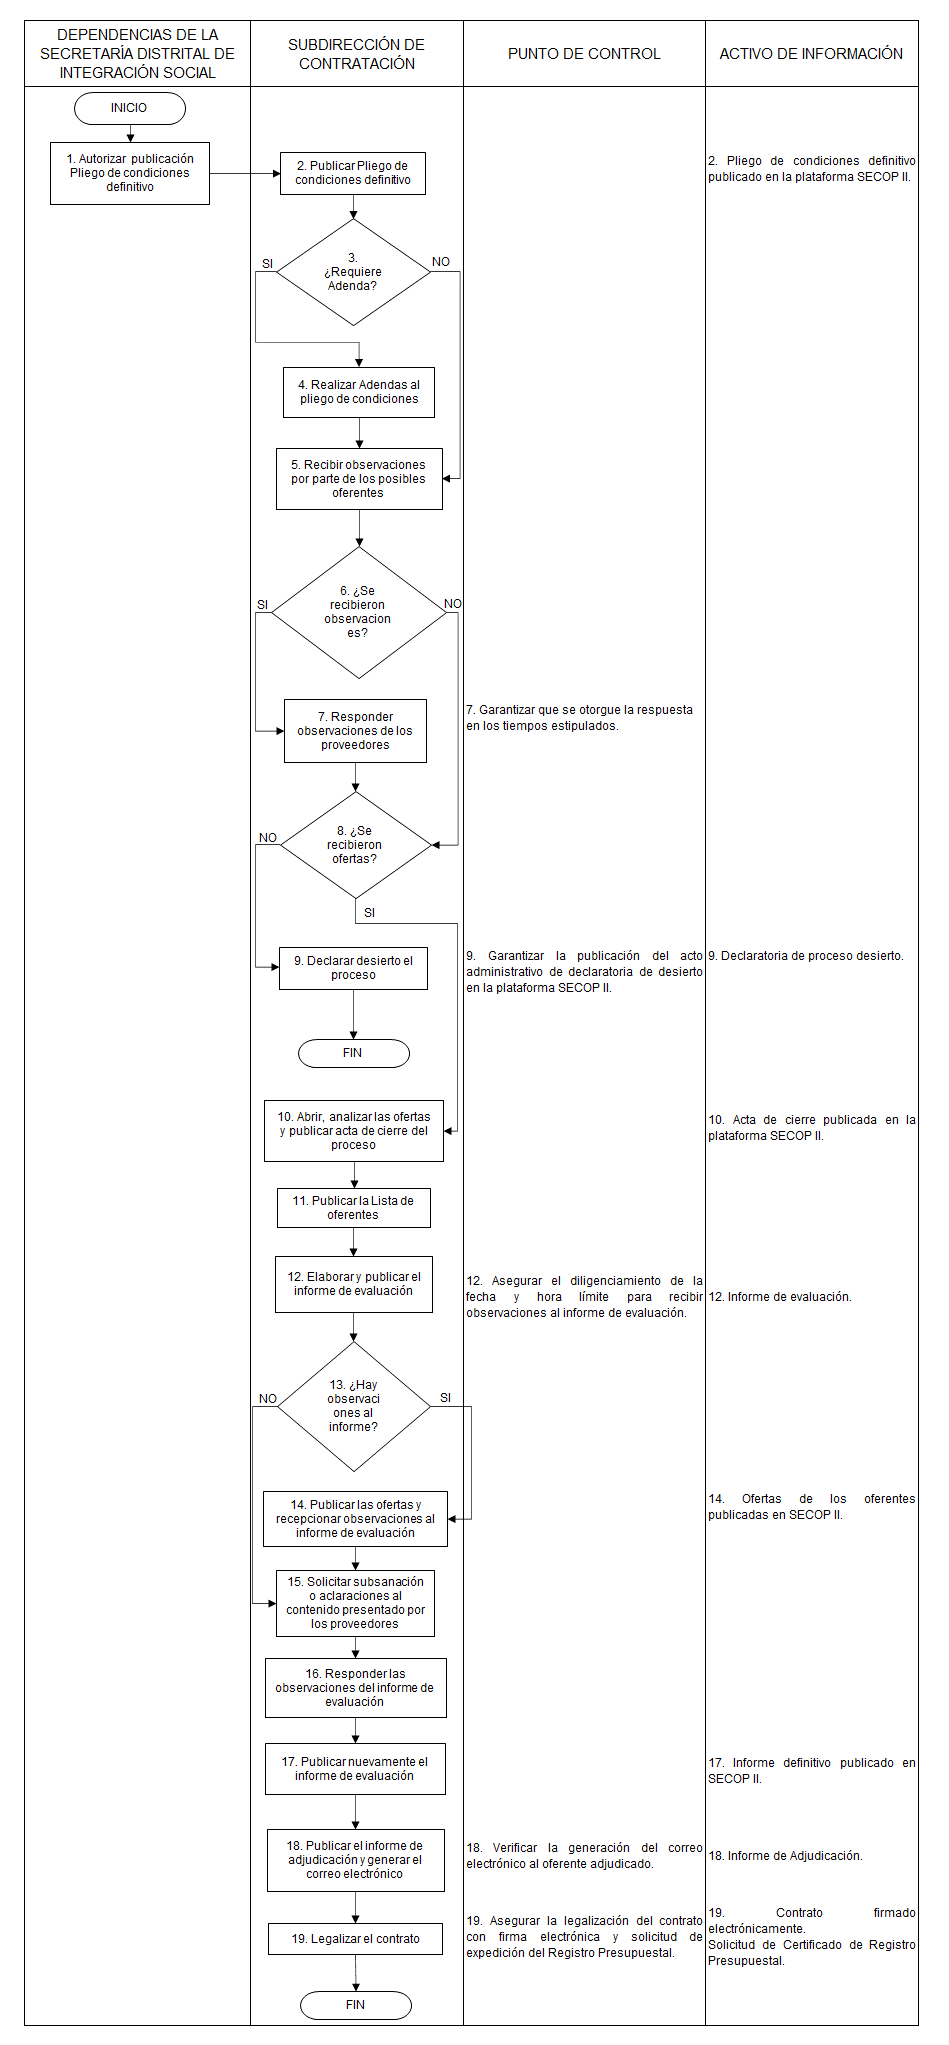 DEPENDENCIAS DE LA
SECRETARÍA DISTRITAL DE
INTEGRACIÓN SOCIAL
SUBDIRECCIÓN DE
CONTRATACIÓN
PUNTO DE CONTROL
ACTIVO DE INFORMACIÓN
INICIO
1. Autorizar publicación
Pliego de condiciones
definitivo
2. Publicar Pliego de
condiciones definitivo
2. Pliego de condiciones definitivo
publicado en la plataforma SECOP II.
3.
¿Requiere
Adenda?
SI
NO
4. Realizar Adendas al
pliego de condiciones
5. Recibir observaciones
por parte de los posibles
oferentes
6. ¿Se
recibieron
observacion
es?
SI
NO
7. Responder
observaciones de los
proveedores
7. Garantizar que se otorgue la respuesta
en los tiempos estipulados.
8. ¿Se
recibieron
ofertas?
NO
SI
9. Declarar desierto el
proceso
9. Garantizar la publicación del acto
administrativo de declaratoria de desierto
en la plataforma SECOP II.
9. Declaratoria de proceso desierto.
FIN
10. Abrir, analizar las ofertas
y publicar acta de cierre del
proceso
10. Acta de cierre publicada en la
plataforma SECOP II.
11. Publicar la Lista de
oferentes
12. Elaborar y publicar el
informe de evaluación
12. Asegurar el diligenciamiento de la
fecha y hora límite para recibir
observaciones al informe de evaluación.
12. Informe de evaluación.
13. ¿Hay
observaci
ones al
informe?
NO
SI
14. Publicar las ofertas y
recepcionar observaciones al
informe de evaluación
14. Ofertas de los oferentes
publicadas en SECOP II.
15. Solicitar subsanación
o aclaraciones al
contenido presentado por
los proveedores
16. Responder las
observaciones del informe de
evaluación
17. Publicar nuevamente el
informe de evaluación
17. Informe definitivo publicado en
SECOP II.
18. Publicar el informe de
adjudicación y generar el
correo electrónico
18. Verificar la generación del correo
electrónico al oferente adjudicado.
18. Informe de Adjudicación.
19. Legalizar el contrato
19. Asegurar la legalización del contrato
con firma electrónica y solicitud de
expedición del Registro Presupuestal.
19. Contrato firmado
electrónicamente.
Solicitud de Certificado de Registro
Presupuestal.
FIN